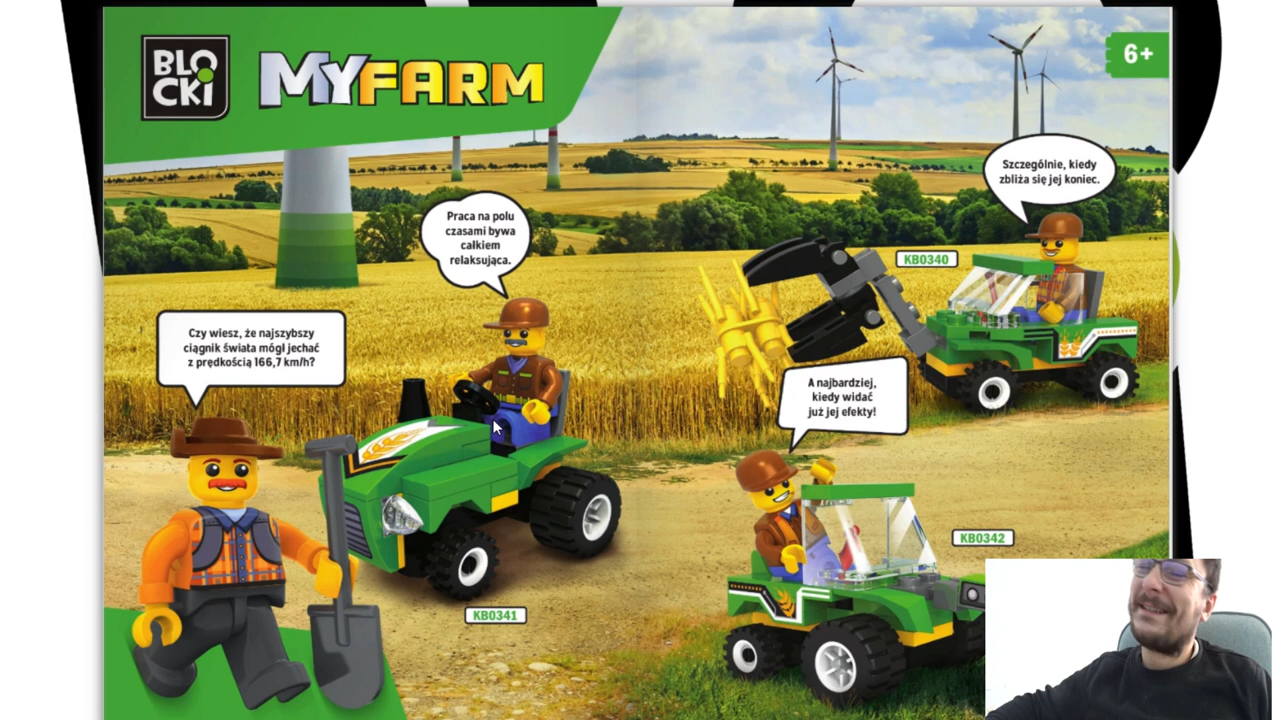 BLO
CKi
MYFARM
6+
Szczególnie, kiedy
zbliża się jej koniec.
Praca na polu
czasami bywa
całkiem
relaksująca.
KB0340
Czy wiesz, że najszybszy
ciągnik świata mógł jechać
z prędkością 166,7 km/h?
A najbardziej,
kiedy widać
już jej efekty!
KB0342
KB0341